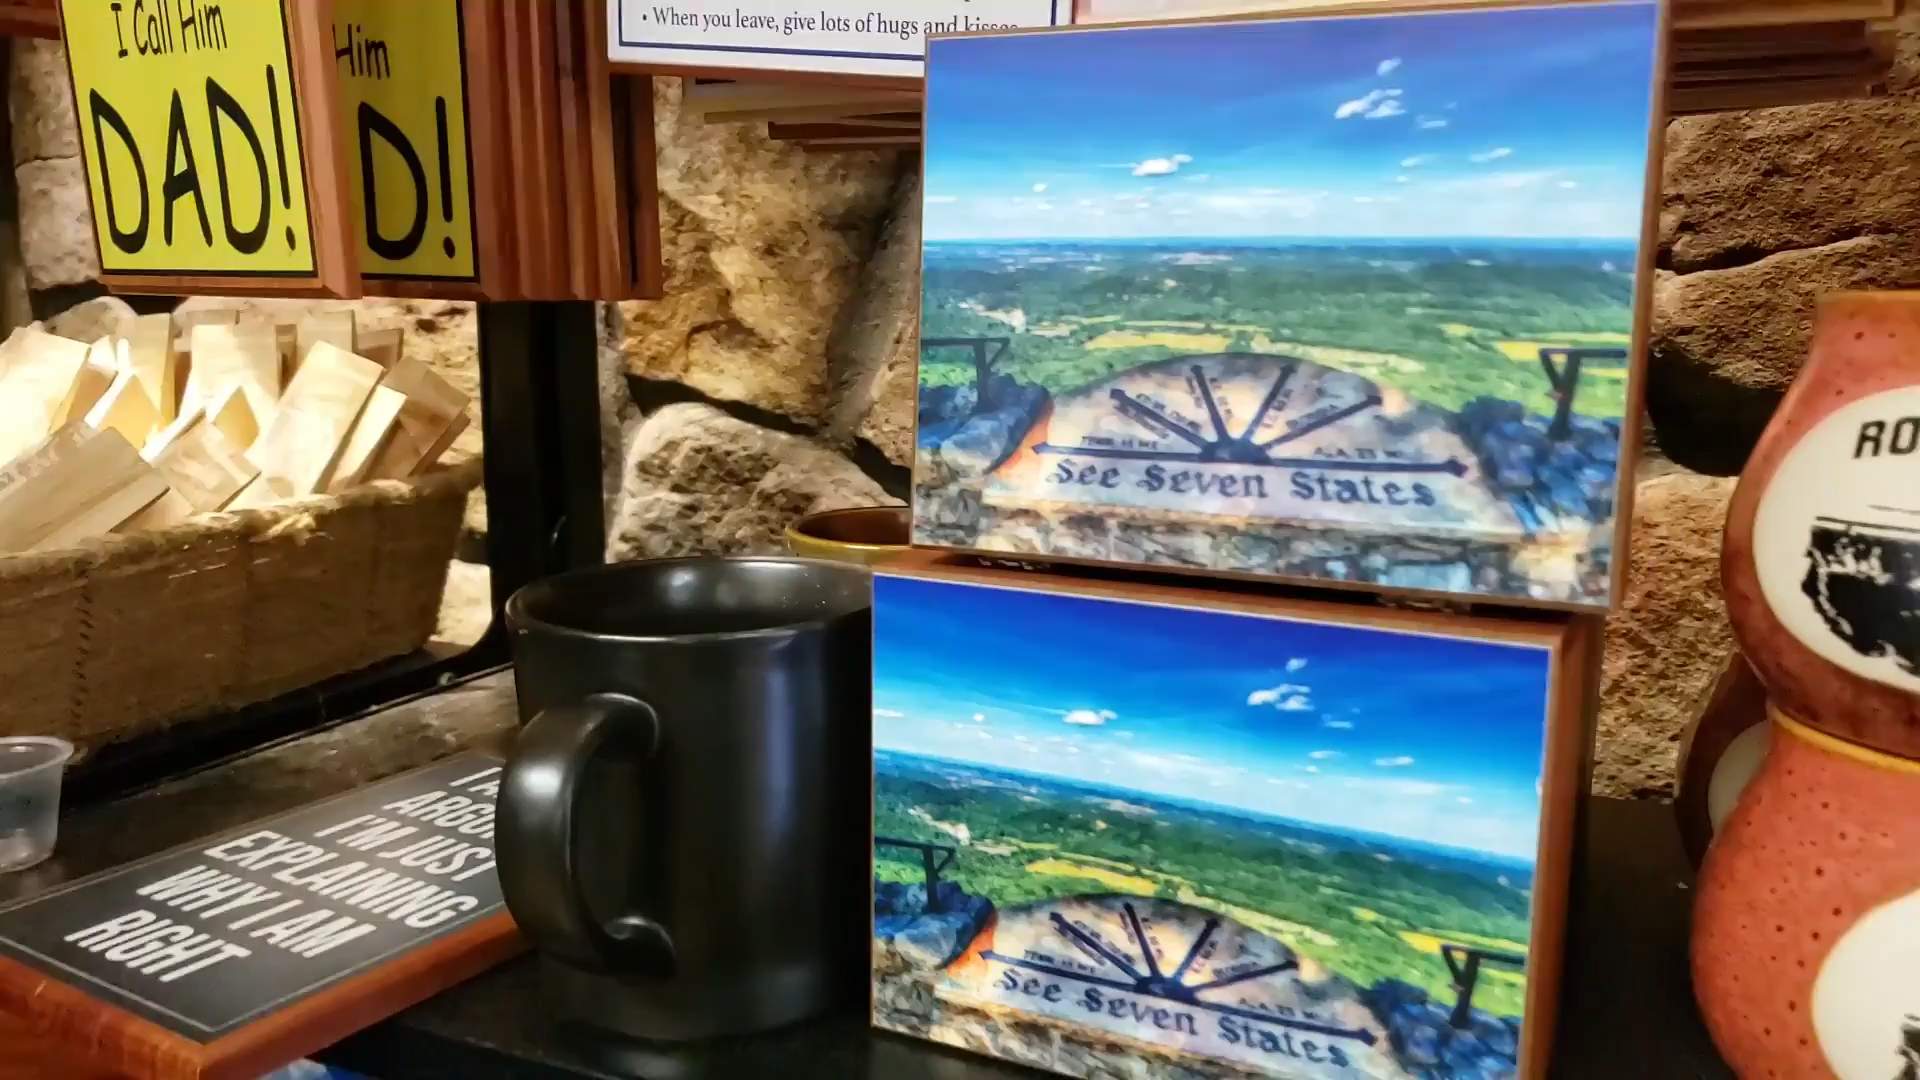 I Call Him
DAD!
Him
D!
• When you leave, give lots of hugs and kisses
See Seven States
See Seven States
I'M JUST
EXPLAINING
WHY I AM
RIGHT
RO